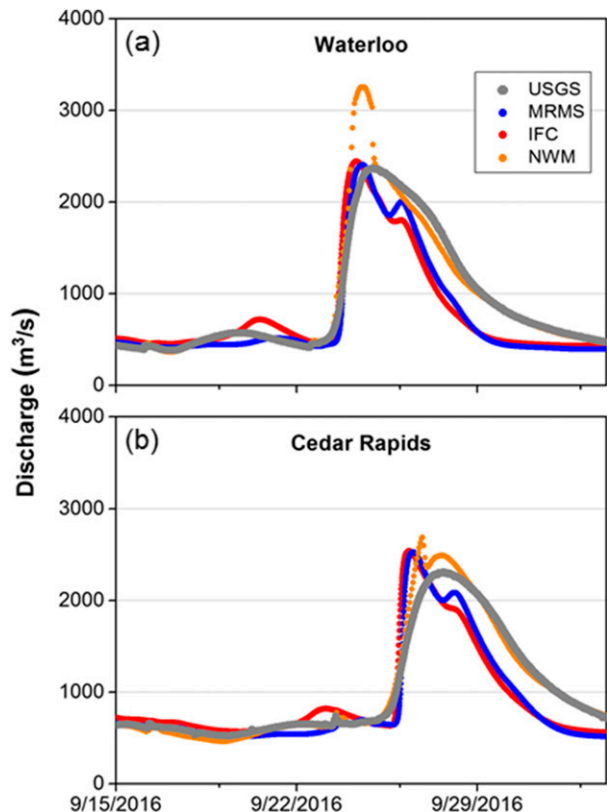 (a)
Waterloo
USGS
MRMS
IFC
NWM
4000
3000
2000
1000
0
Discharge (m³/s)
(b)
Cedar Rapids
4000
3000
2000
1000
0
9/15/2016
9/22/2016
9/29/2016